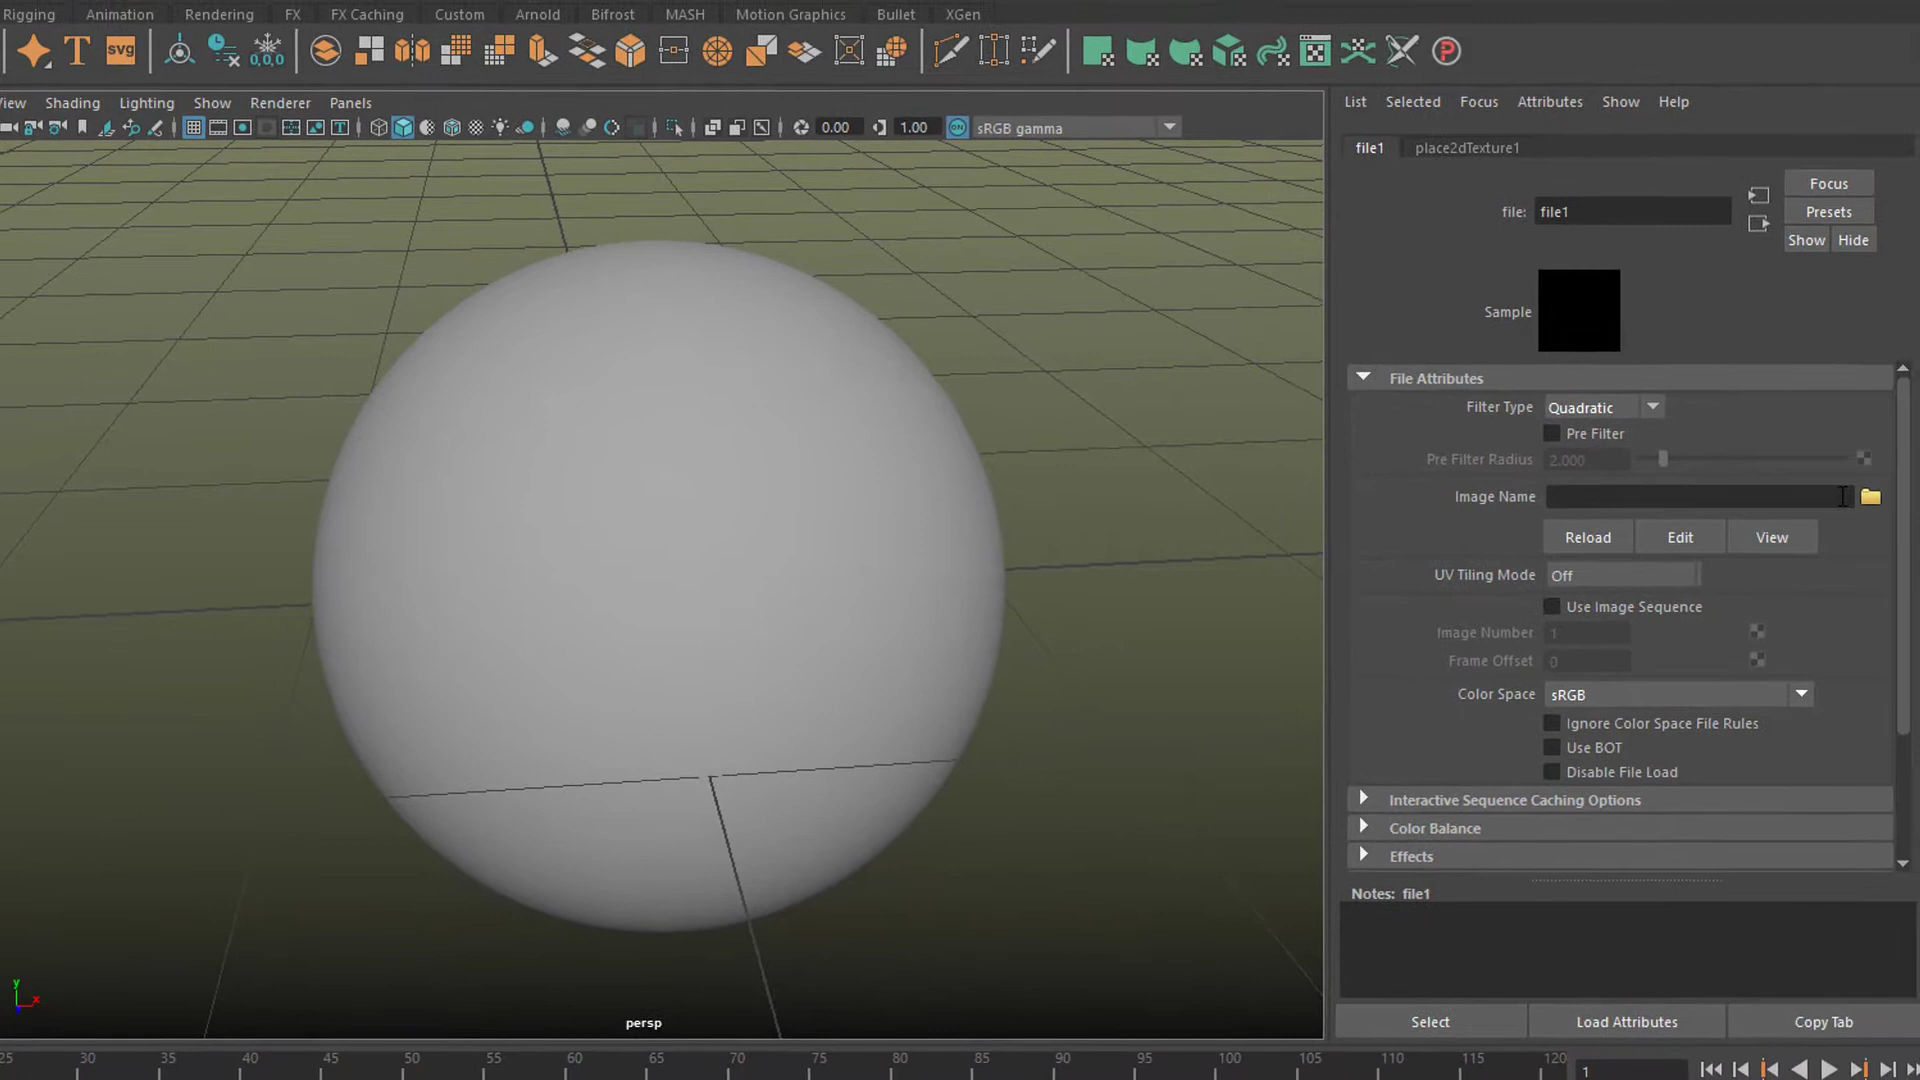 Rigging Animation Rendering FX FX Caching Custom Arnold Bifrost MASH Motion Graphics Bullet XGen
T svg 0,0,0 P
View Shading Lighting Show Renderer Panels
0.00 1.00 ON sRGB gamma
List Selected Focus Attributes Show Help
file1 place2dTexture1
Focus
file: file1 Presets
Show Hide
Sample
File Attributes
Filter Type Quadratic
Pre Filter
Pre Filter Radius 2.000
Image Name
Reload Edit View
UV Tiling Mode Off
Use Image Sequence
Image Number 1
Frame Offset 0
Color Space sRGB
Ignore Color Space File Rules
Use BOT
Disable File Load
Interactive Sequence Caching Options
Color Balance
Effects
Notes: file1
y
x
persp
Select Load Attributes Copy Tab
25 30 35 40 45 50 55 60 65 70 75 80 85 90 95 100 105 110 115 120
1